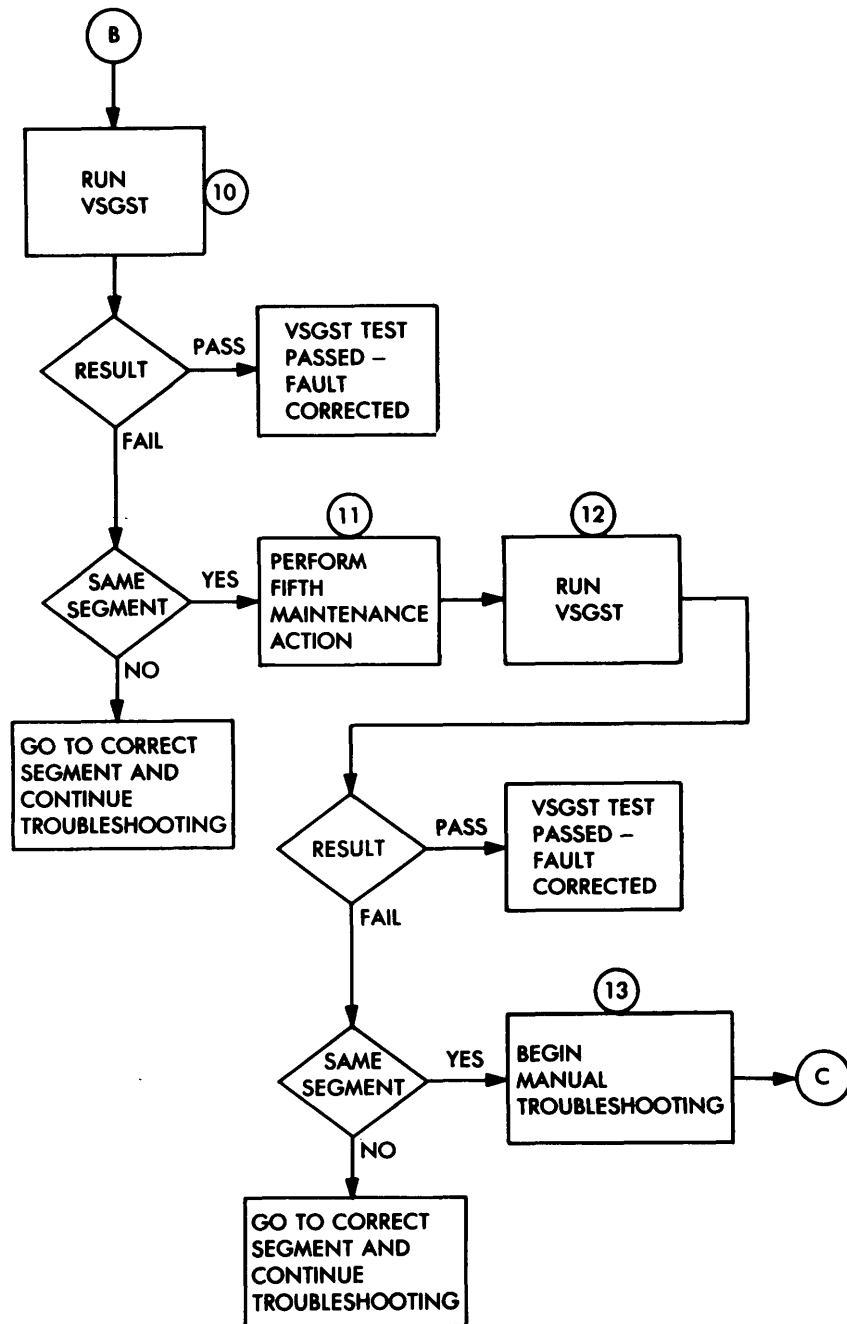 B
RUN
VSGST
10
RESULT
PASS
VSGST TEST
PASSED –
FAULT
CORRECTED
FAIL
SAME
SEGMENT
YES
11
PERFORM
FIFTH
MAINTENANCE
ACTION
12
RUN
VSGST
NO
GO TO CORRECT
SEGMENT AND
CONTINUE
TROUBLESHOOTING
RESULT
PASS
VSGST TEST
PASSED –
FAULT
CORRECTED
FAIL
SAME
SEGMENT
YES
13
BEGIN
MANUAL
TROUBLESHOOTING
C
NO
GO TO CORRECT
SEGMENT AND
CONTINUE
TROUBLESHOOTING